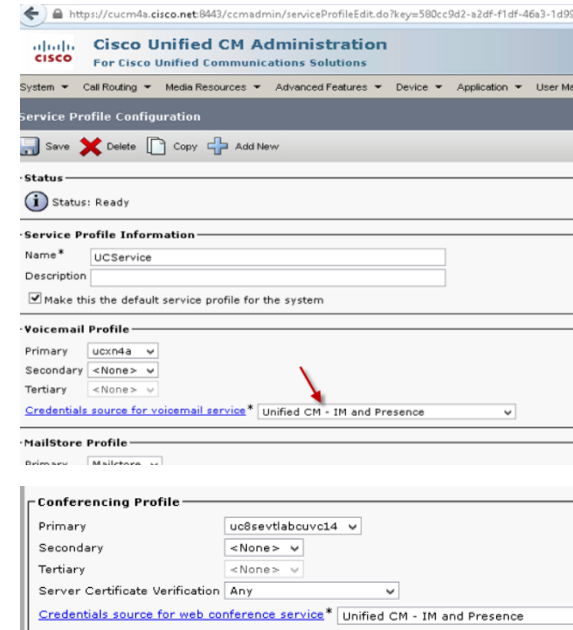 https://cucm4a.cisco.net:8443/ccmadmin/serviceProfileEdit.do?key=580cc9d2-a2df-f1df-46a3-1d99
cisco
Cisco Unified CM Administration
For Cisco Unified Communications Solutions
System Call Routing Media Resources Advanced Features Device Application User Ma
Service Profile Configuration
Save Delete Copy Add New
Status
Status: Ready
Service Profile Information
Name* UCService
Description
Make this the default service profile for the system
Voicemail Profile
Primary ucxn4a
Secondary <None>
Tertiary <None>
Credentials source for voicemail service* Unified CM - IM and Presence
MailStore Profile
Primary Mailstore
Conferencing Profile
Primary uc8sevtlabcuvc14
Secondary <None>
Tertiary <None>
Server Certificate Verification Any
Credentials source for web conference service* Unified CM - IM and Presence